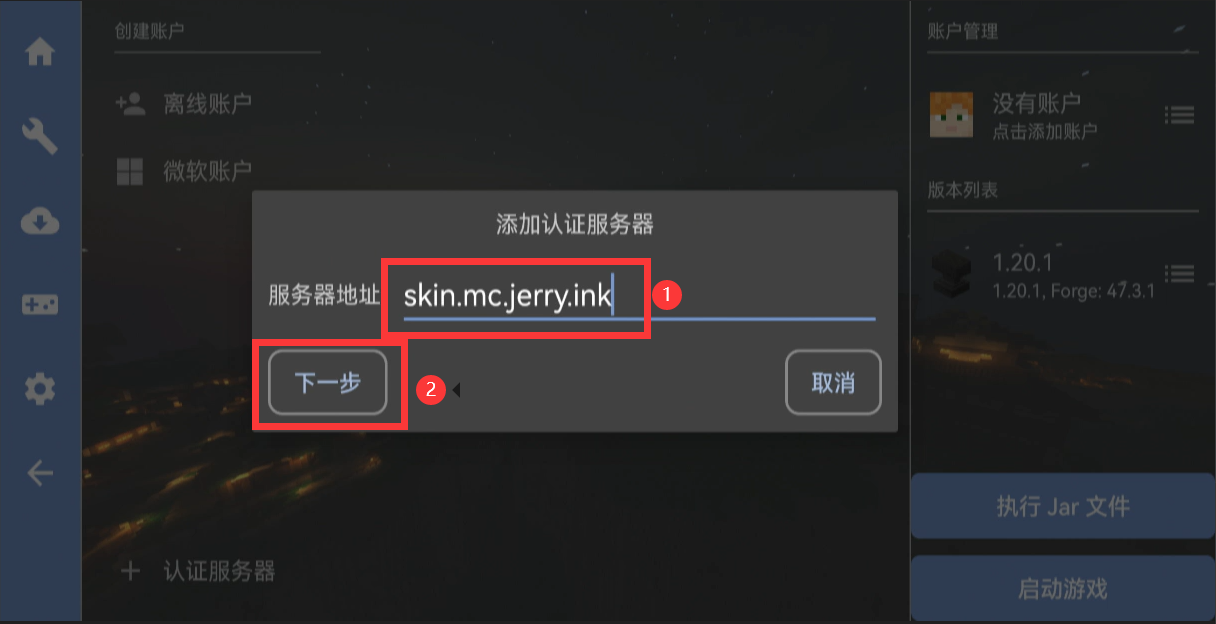 创建账户
离线账户
微软账户
添加认证服务器
服务器地址 skin.mc.jerry.ink
1
下一步
2
取消
认证服务器
账户管理
没有账户
点击添加账户
版本列表
1.20.1
1.20.1, Forge: 47.3.1
执行 Jar 文件
启动游戏